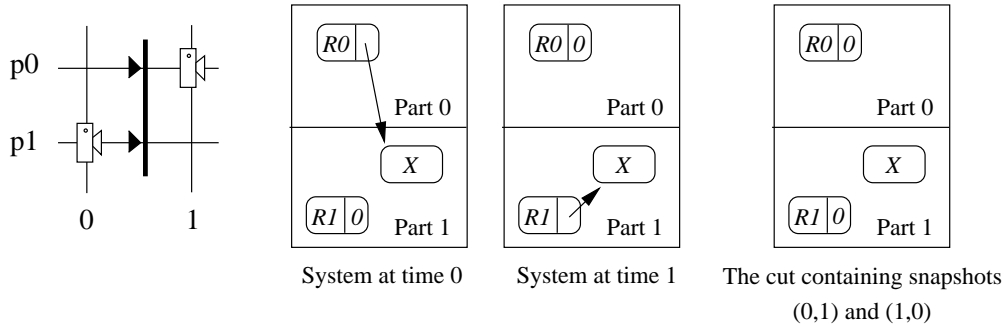 p0
p1
0 1
R0
Part 0
X
R1 0
Part 1
System at time 0
R0 0
Part 0
X
R1
Part 1
System at time 1
R0 0
Part 0
X
R1 0
Part 1
The cut containing snapshots
(0,1) and (1,0)